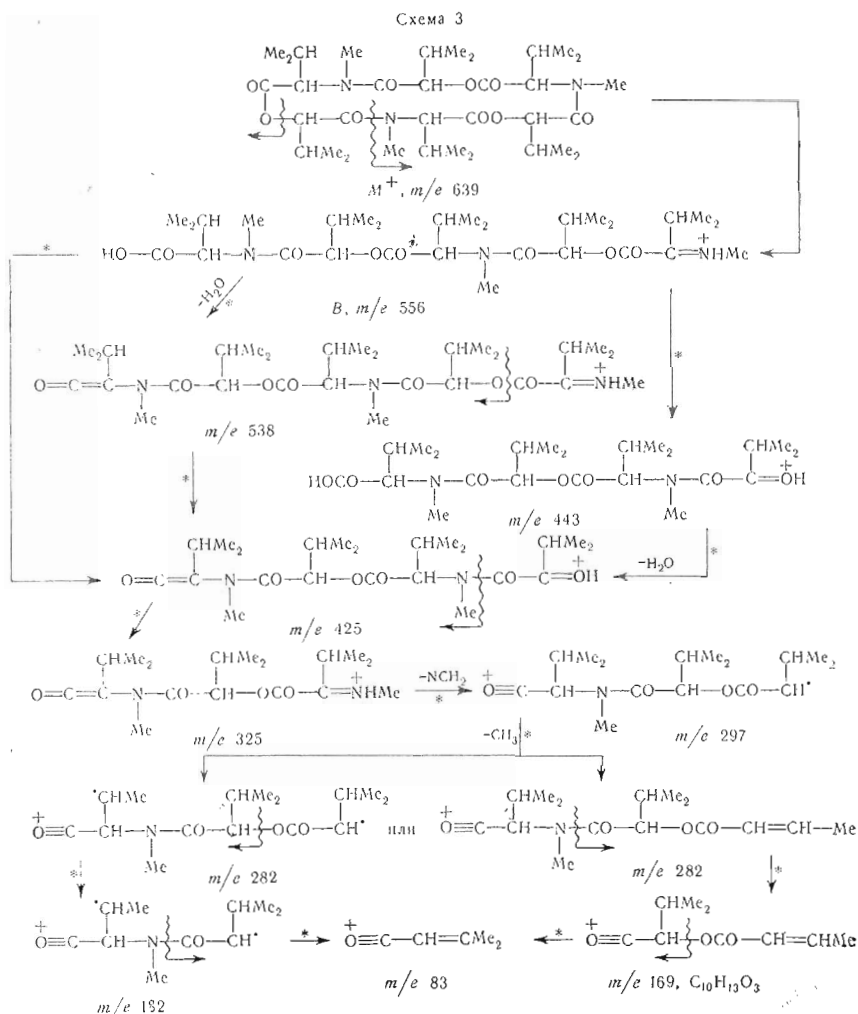 Схема 3
Me₂CH Me CHMe₂ CHMe₂
OC—CH—N—CO—CH—OCO—CH—N—Me
O—CH—CO—N—CH—COO—CH—CO
CHMe₂ Me CHMe₂ CHMe₂
M⁺, m/e 639
Me₂CH Me CHMe₂ CHMe₂ CHMe₂ CHMe₂
* HO—CO—CH—N—CO—CH—OCO—CH—N—CO—CH—OCO—C=NHMe
+
Me
—H₂O
*
B, m/e 556
*
Me₂CH CHMe₂ CHMe₂ CHMe₂ CHMe₂
O=C=C—N—CO—CH—OCO—CH—N—CO—CH—OCO—C=NHMe
+
Me Me
m/e 538
*
CHMe₂ CHMe₂ CHMe₂ CHMe₂
HOCO—CH—N—CO—CH—OCO—CH—N—CO—C=OH
+
Me Me
m/e 443
*
—H₂O
CHMe₂ CHMe₂ CHMe₂ CHMe₂
O=C=C—N—CO—CH—OCO—CH—N—CO—C=OH
+
Me Me
m/e 425
*
CHMe₂ CHMe₂ CHMe₂ CHMe₂ CHMe₂ CHMe₂
O=C=C—N—CO—CH—OCO—C=NHMe —NCH₂ * O≡C—CH—N—CO—CH—OCO—CH•
+ +
Me Me
m/e 325 m/e 297
—CH₃ *
•CHMe CHMe₂ CHMe₂ CHMe₂ CHMe₂
O≡C—CH—N—CO—CH—OCO—CH• или O≡C—CH—N—CO—CH—OCO—CH=CH—Me
+ +
Me Me
m/e 282 m/e 282
* *
•CHMe CHMe₂ CHMe₂
O≡C—CH—N—CO—CH• * O≡C—CH=CMe₂ * O≡C—CH—OCO—CH=CHMe
+ + +
Me
m/e 182 m/e 83 m/e 169, C₁₀H₁₃O₃